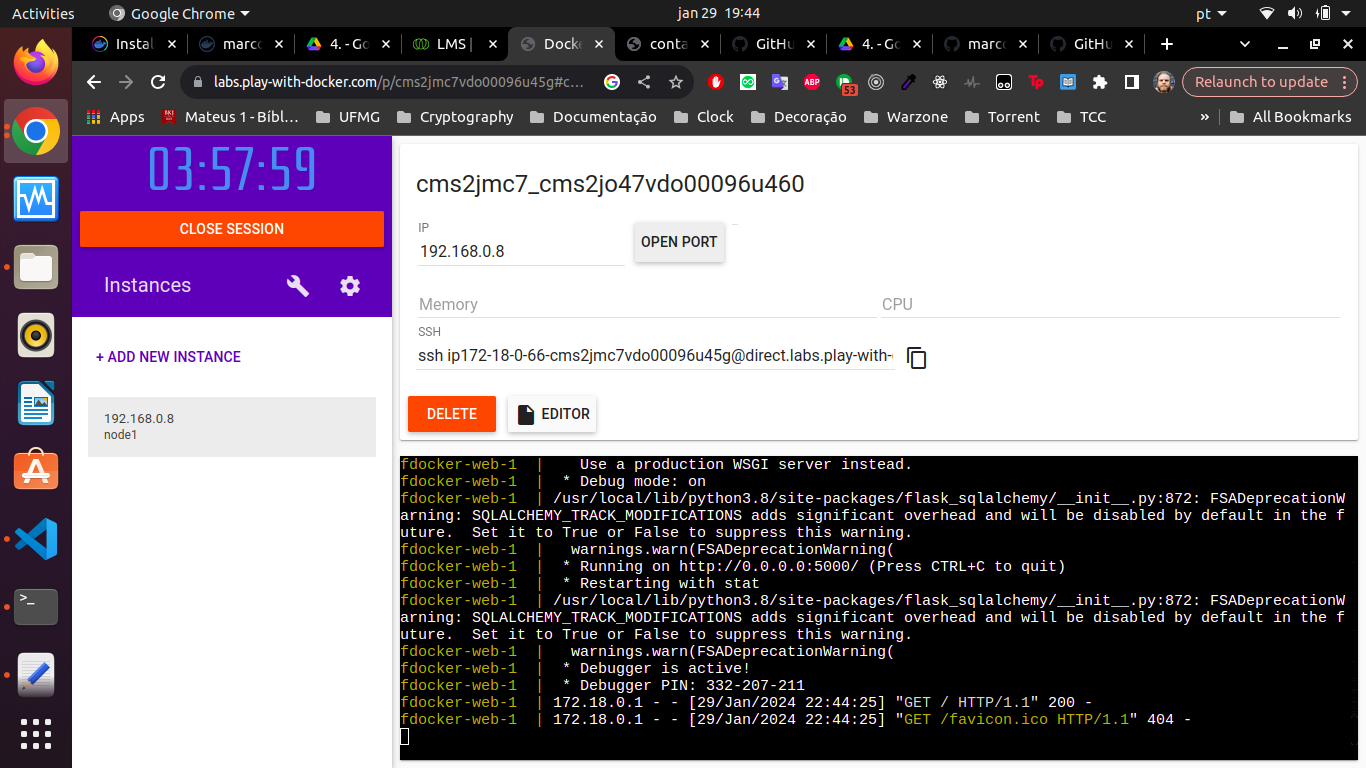 Activities
Google Chrome
jan 29 19:44
pt
Instal
marco
4. - Go
LMS |
Docke
conta
GitHu
4. - Go
marco
GitHu
labs.play-with-docker.com/p/cms2jmc7vdo00096u45g#c...
ABP
53
Tp
Relaunch to update
Apps
Mateus 1 - Bíbl...
UFMG
Cryptography
Documentação
Clock
Decoração
Warzone
Torrent
TCC
»
All Bookmarks
03:57:59
CLOSE SESSION
Instances
+ ADD NEW INSTANCE
192.168.0.8
node1
cms2jmc7_cms2jo47vdo00096u460
IP
192.168.0.8
OPEN PORT
Memory
CPU
SSH
ssh ip172-18-0-66-cms2jmc7vdo00096u45g@direct.labs.play-with-
DELETE
EDITOR
fdocker-web-1  |    Use a production WSGI server instead.
fdocker-web-1  |  * Debug mode: on
fdocker-web-1  | /usr/local/lib/python3.8/site-packages/flask_sqlalchemy/__init__.py:872: FSADeprecationW
arning: SQLALCHEMY_TRACK_MODIFICATIONS adds significant overhead and will be disabled by default in the f
uture.  Set it to True or False to suppress this warning.
fdocker-web-1  |   warnings.warn(FSADeprecationWarning(
fdocker-web-1  |  * Running on http://0.0.0.0:5000/ (Press CTRL+C to quit)
fdocker-web-1  |  * Restarting with stat
fdocker-web-1  | /usr/local/lib/python3.8/site-packages/flask_sqlalchemy/__init__.py:872: FSADeprecationW
arning: SQLALCHEMY_TRACK_MODIFICATIONS adds significant overhead and will be disabled by default in the f
uture.  Set it to True or False to suppress this warning.
fdocker-web-1  |   warnings.warn(FSADeprecationWarning(
fdocker-web-1  |  * Debugger is active!
fdocker-web-1  |  * Debugger PIN: 332-207-211
fdocker-web-1  | 172.18.0.1 - - [29/Jan/2024 22:44:25] "GET / HTTP/1.1" 200 -
fdocker-web-1  | 172.18.0.1 - - [29/Jan/2024 22:44:25] "GET /favicon.ico HTTP/1.1" 404 -